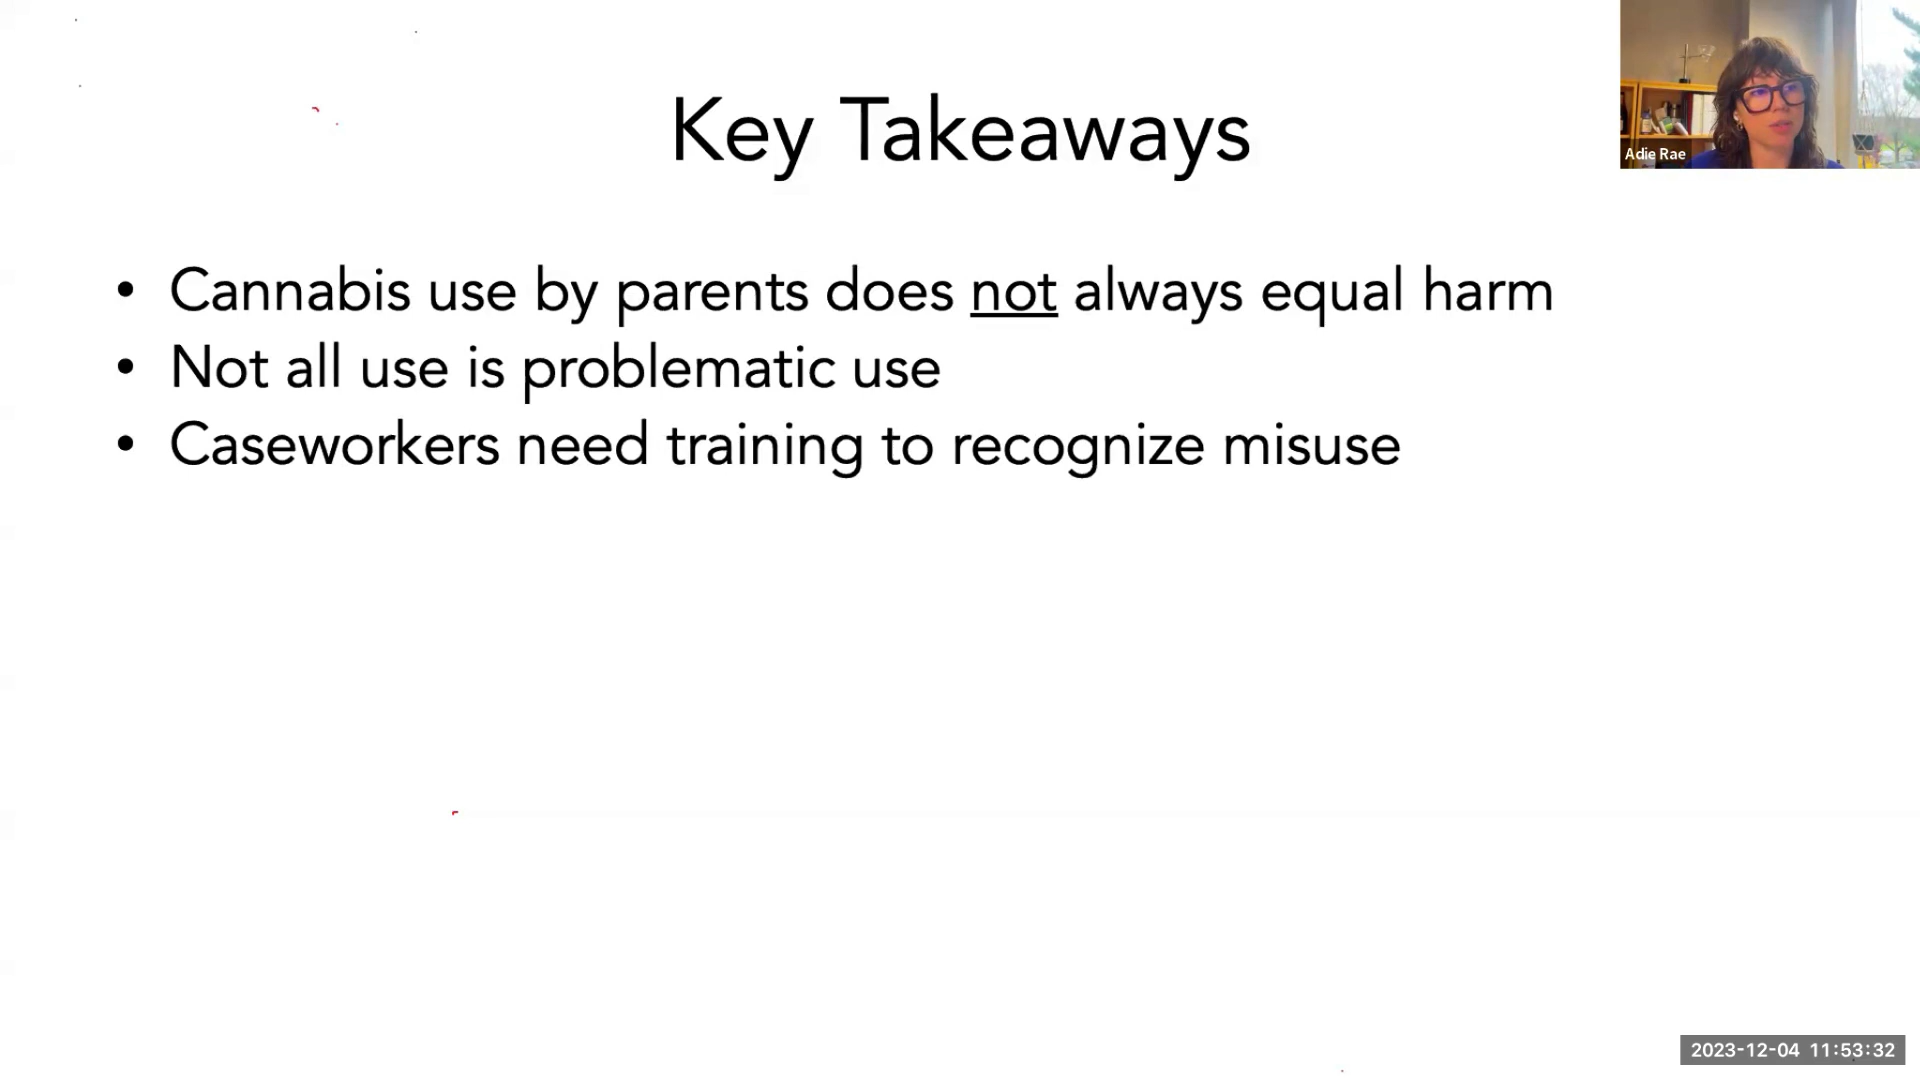 Adie Rae
Key Takeaways
• Cannabis use by parents does not always equal harm
• Not all use is problematic use
• Caseworkers need training to recognize misuse
2023-12-04 11:53:32